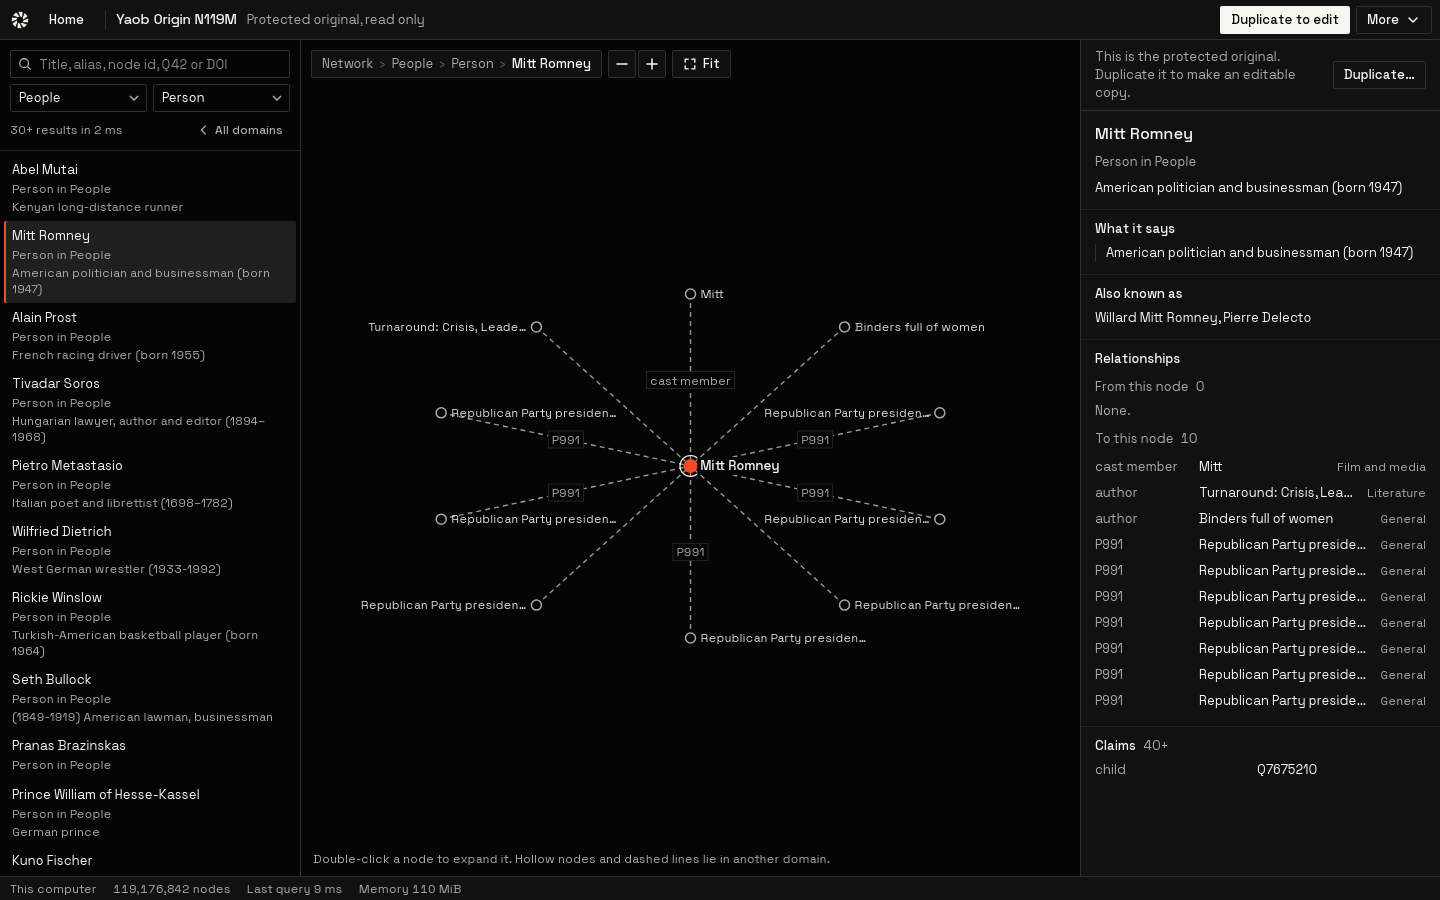 Home
Yaob Origin N119M
Protected original, read only
Duplicate to edit
More
Title, alias, node id, Q42 or DOI
People
Person
30+ results in 2 ms
All domains
Abel Mutai
Person in People
Kenyan long-distance runner
Mitt Romney
Person in People
American politician and businessman (born
1947)
Alain Prost
Person in People
French racing driver (born 1955)
Tivadar Soros
Person in People
Hungarian lawyer, author and editor (1894–
1968)
Pietro Metastasio
Person in People
Italian poet and librettist (1698–1782)
Wilfried Dietrich
Person in People
West German wrestler (1933-1992)
Rickie Winslow
Person in People
Turkish-American basketball player (born
1964)
Seth Bullock
Person in People
(1849-1919) American lawman, businessman
Pranas Brazinskas
Person in People
Prince William of Hesse-Kassel
Person in People
German prince
Kuno Fischer
Network > People > Person > Mitt Romney
Fit
Mitt
Turnaround: Crisis, Leade…
Binders full of women
cast member
Republican Party presiden…
Republican Party presiden…
P991
P991
Mitt Romney
P991
P991
Republican Party presiden…
Republican Party presiden…
P991
Republican Party presiden…
Republican Party presiden…
Republican Party presiden…
Double-click a node to expand it. Hollow nodes and dashed lines lie in another domain.
This is the protected original.
Duplicate it to make an editable
copy.
Duplicate…
Mitt Romney
Person in People
American politician and businessman (born 1947)
What it says
American politician and businessman (born 1947)
Also known as
Willard Mitt Romney, Pierre Delecto
Relationships
From this node 0
None.
To this node 10
cast member Mitt Film and media
author Turnaround: Crisis, Lea… Literature
author Binders full of women General
P991 Republican Party preside… General
P991 Republican Party preside… General
P991 Republican Party preside… General
P991 Republican Party preside… General
P991 Republican Party preside… General
P991 Republican Party preside… General
P991 Republican Party preside… General
Claims 40+
child Q7675210
This computer
119,176,842 nodes
Last query 9 ms
Memory 110 MiB